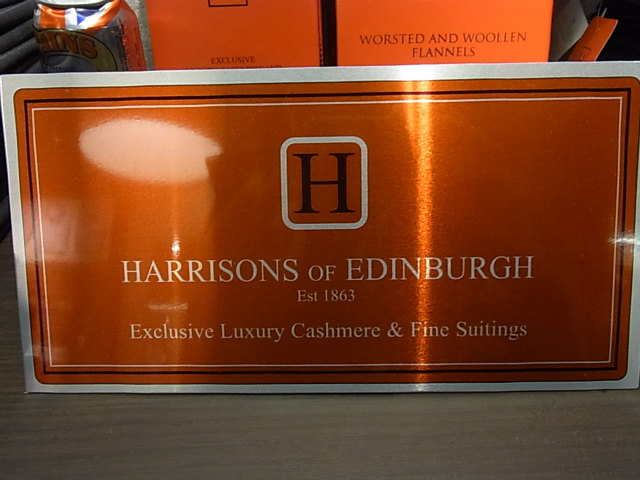 WORSTED AND WOOLLEN
FLANNELS
EXCLUSIVE
H
HARRISONS OF EDINBURGH
Est 1863
Exclusive Luxury Cashmere & Fine Suitings